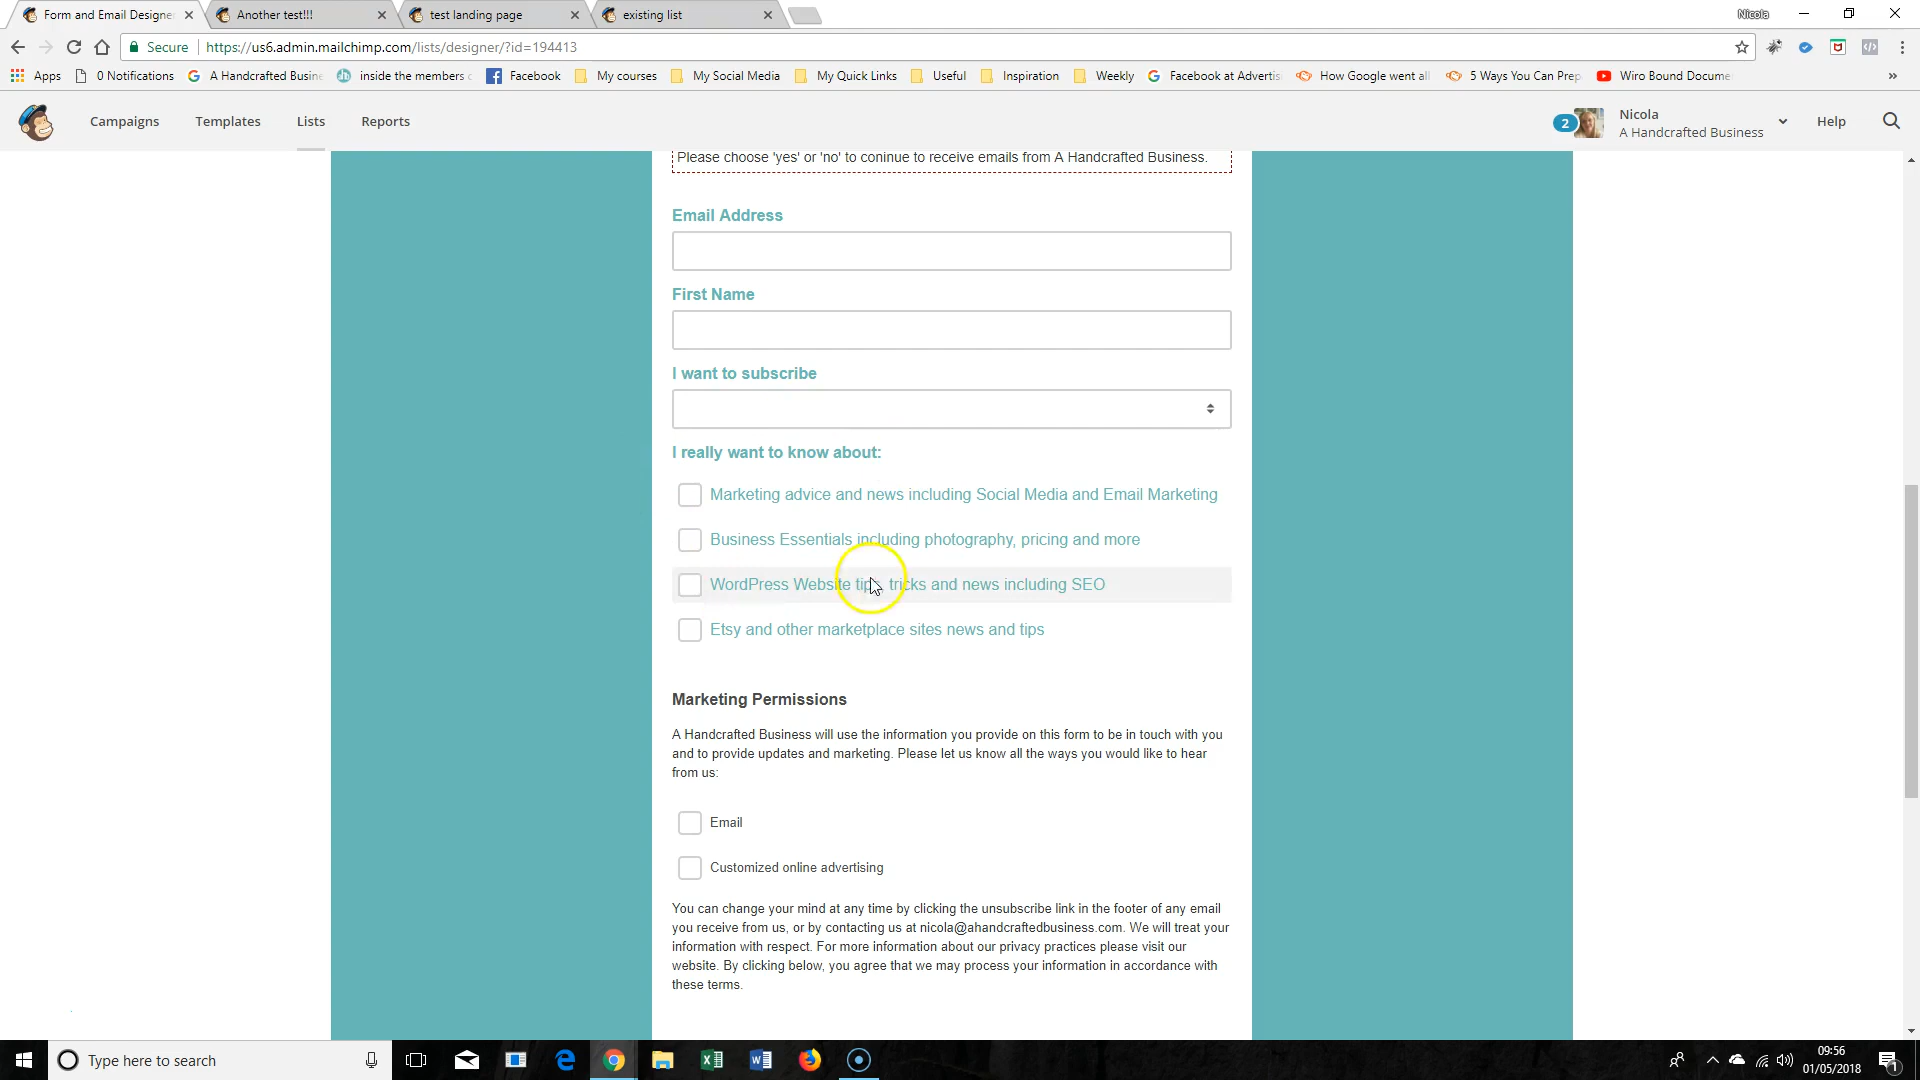 Form and Email Designe
Another test!!!
test landing page
existing list
Nicola
Secure
https://us6.admin.mailchimp.com/lists/designer/?id=194413
Apps
0 Notifications
A Handcrafted Busine
inside the members
Facebook
My courses
My Social Media
My Quick Links
Useful
Inspiration
Weekly
Facebook at Advertis
How Google went all
5 Ways You Can Prep
Wiro Bound Docume
»
Campaigns
Templates
Lists
Reports
2
Nicola
A Handcrafted Business
Help
Please choose 'yes' or 'no' to continue to receive emails from A Handcrafted Business.
Email Address
First Name
I want to subscribe
I really want to know about:
Marketing advice and news including Social Media and Email Marketing
Business Essentials including photography, pricing and more
WordPress Website tips, tricks and news including SEO
Etsy and other marketplace sites news and tips
Marketing Permissions
A Handcrafted Business will use the information you provide on this form to be in touch with you
and to provide updates and marketing. Please let us know all the ways you would like to hear
from us:
Email
Customized online advertising
You can change your mind at any time by clicking the unsubscribe link in the footer of any email
you receive from us, or by contacting us at nicola@ahandcraftedbusiness.com. We will treat your
information with respect. For more information about our privacy practices please visit our
website. By clicking below, you agree that we may process your information in accordance with
these terms.
Type here to search
09:56
01/05/2018
1